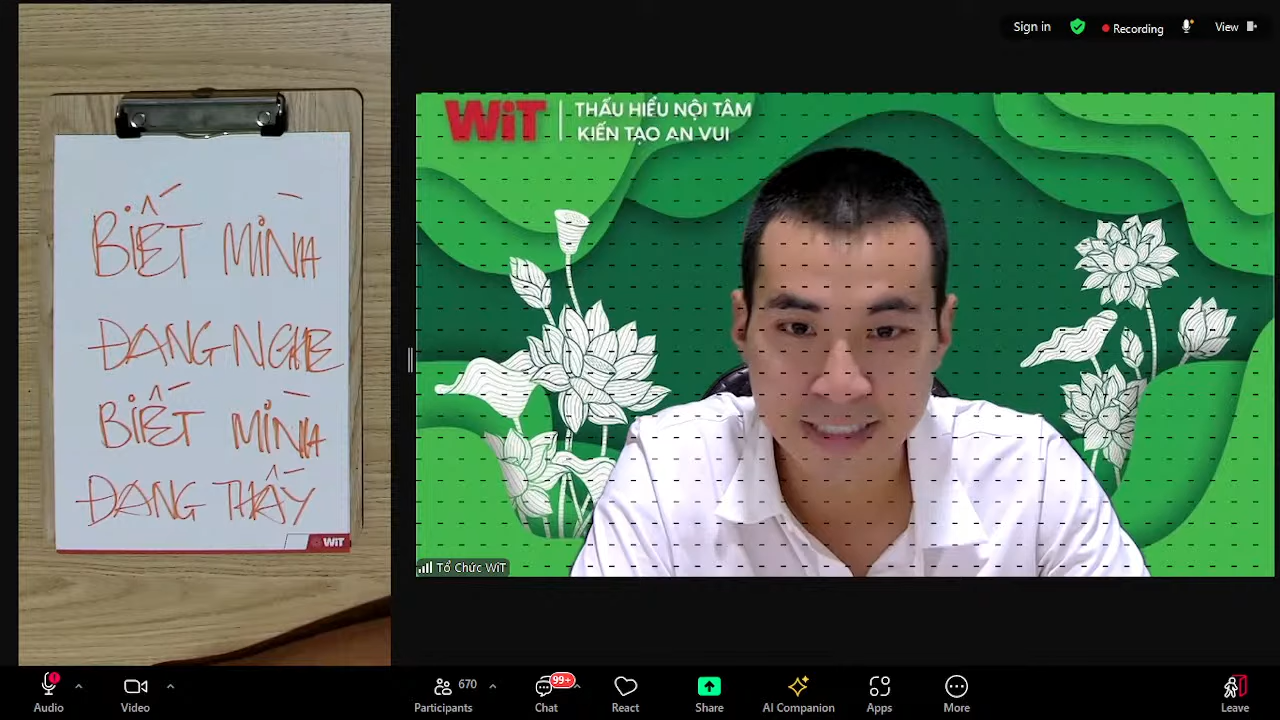 Sign in
Recording
View
WiT
THẤU HIỂU NỘI TÂM
KIẾN TẠO AN VUI
BIẾT MÌNH
ĐANG NGHE
BIẾT MÌNH
ĐANG THẤY
WiT
Tổ Chức WiT
Audio
Video
670
Participants
99+
Chat
React
Share
AI Companion
Apps
More
Leave